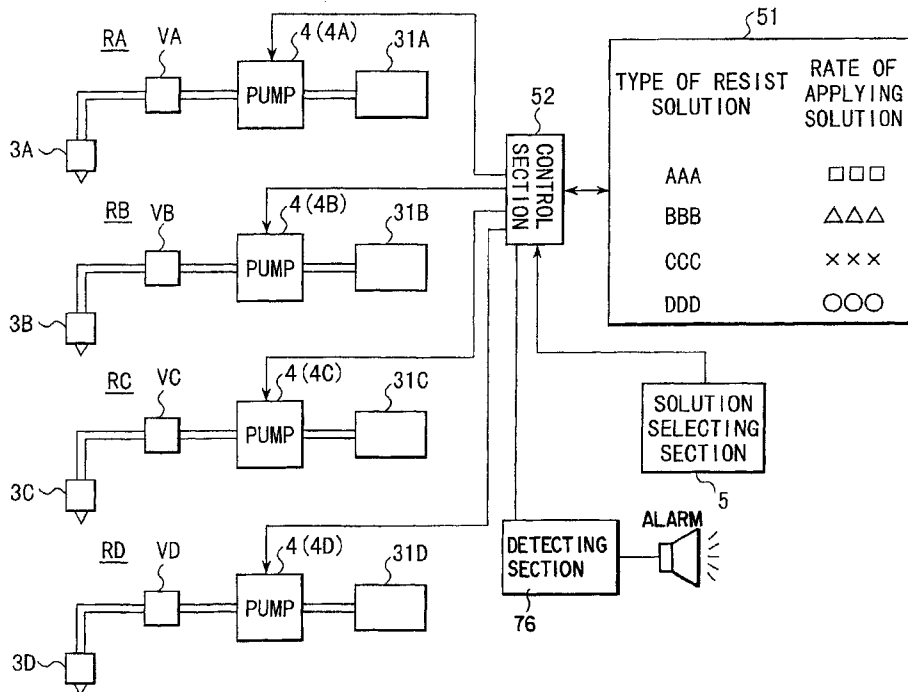 RA
VA
4(4A)
31A
PUMP
3A
RB
VB
4(4B)
31B
PUMP
3B
RC
VC
4(4C)
31C
PUMP
3C
RD
VD
4(4D)
31D
PUMP
3D
52
CONTROL
SECTION
51
TYPE OF RESIST
SOLUTION
RATE OF
APPLYING
SOLUTION
AAA □□□
BBB △△△
CCC ×××
DDD ○○○
SOLUTION
SELECTING
SECTION
5
ALARM
DETECTING
SECTION
76